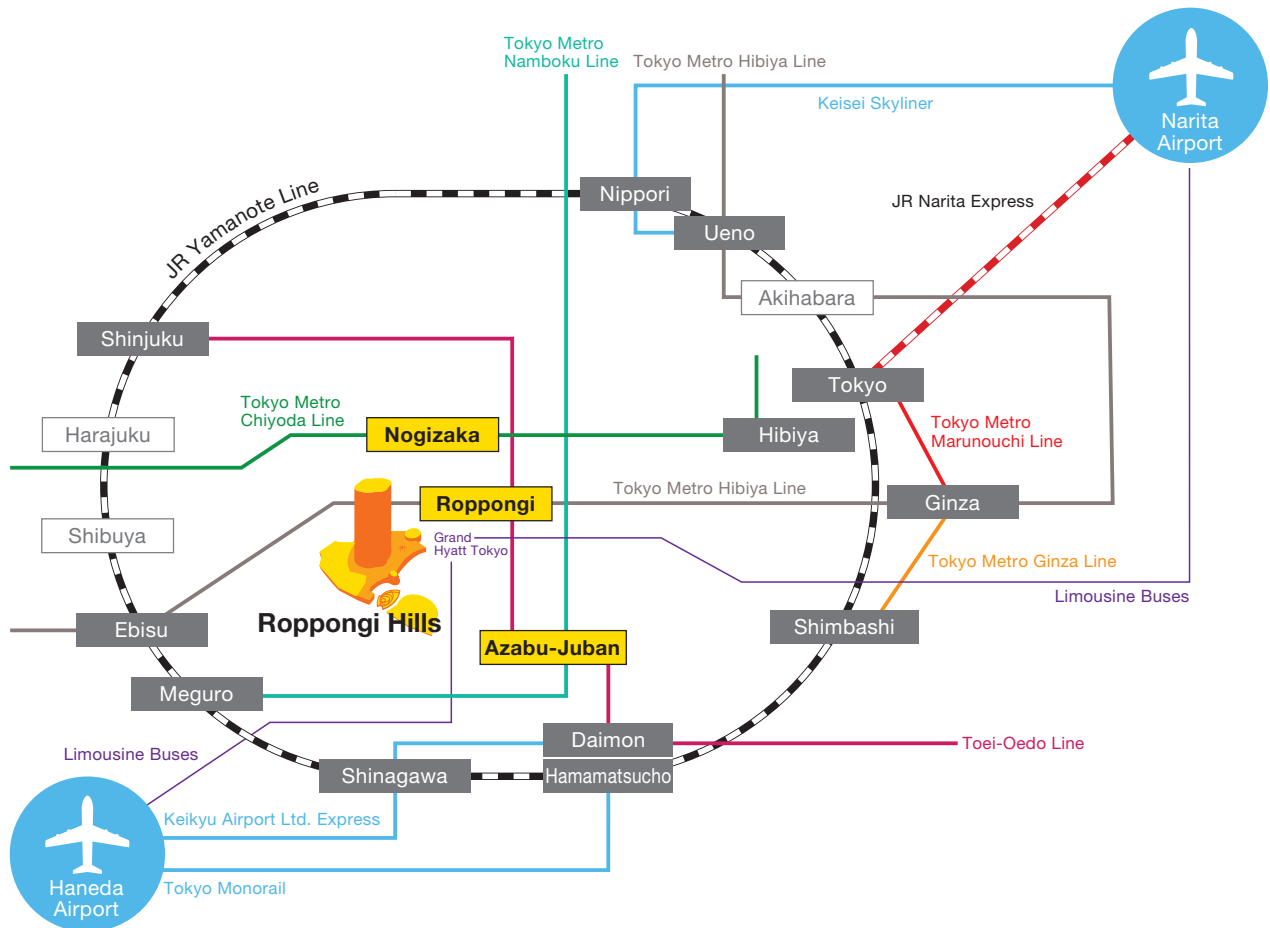 Tokyo Metro
Namboku Line
Tokyo Metro Hibiya Line
Keisei Skyliner
Narita
Airport
JR Yamanote Line
Nippori
JR Narita Express
Ueno
Akihabara
Shinjuku
Tokyo
Tokyo Metro
Chiyoda Line
Harajuku
Nogizaka
Hibiya
Tokyo Metro
Marunouchi Line
Tokyo Metro Hibiya Line
Roppongi
Ginza
Shibuya
Grand
Hyatt Tokyo
Tokyo Metro Ginza Line
Limousine Buses
Roppongi Hills
Ebisu
Shimbashi
Azabu-Juban
Meguro
Daimon
Toei-Oedo Line
Limousine Buses
Shinagawa
Hamamatsucho
Keikyu Airport Ltd. Express
Haneda
Airport
Tokyo Monorail